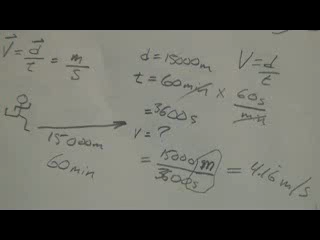 V = d/t = m/s
15000m
60min
d = 15000m
V = d/t
t = 60min × 60s/min
= 3600s
v = ?
= 15000m/3600s = 4.16 m/s